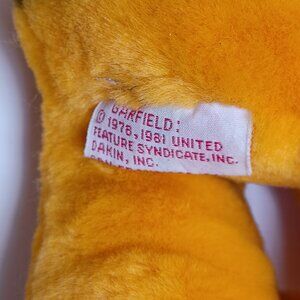 GARFIELD:
© 1978, 1981 UNITED
FEATURE SYNDICATE, INC.
DAKIN, INC.